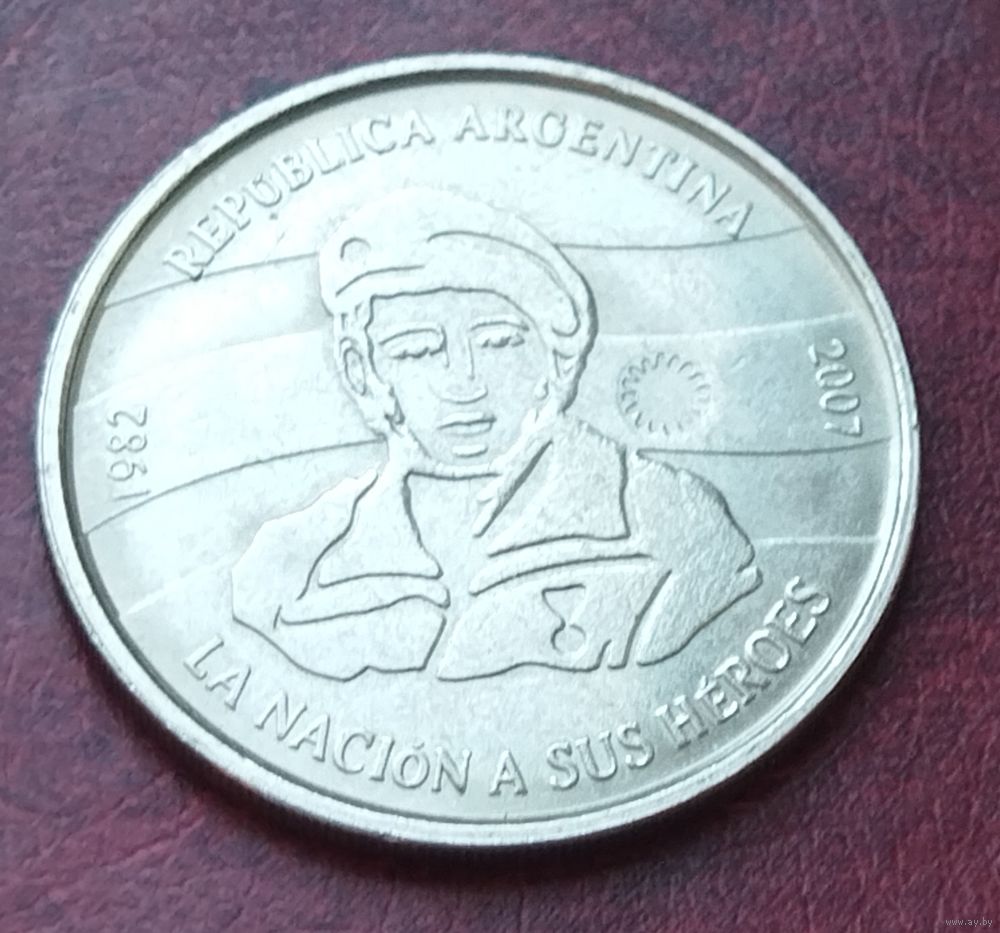 REPÚBLICA ARGENTINA
1982
2007
LA NACIÓN A SUS HÉROES
www.ay.by